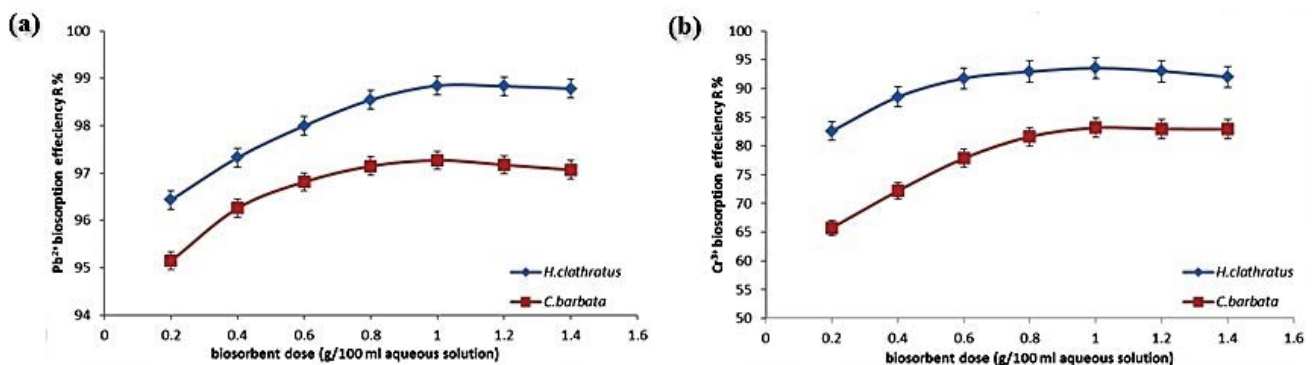 (a)
100
99
98
97
96
95
94
Pb²⁺ biosorption effeciency R %
0 0.2 0.4 0.6 0.8 1 1.2 1.4 1.6
biosorbent dose (g/100 ml aqueous solution)
H.clathratus
C.barbata
(b)
100
95
90
85
80
75
70
65
60
55
50
Cr³⁺ biosorption effeciency R %
0 0.2 0.4 0.6 0.8 1 1.2 1.4 1.6
biosorbent dose (g/100 ml aqueous solution)
H.clathratus
C.barbata